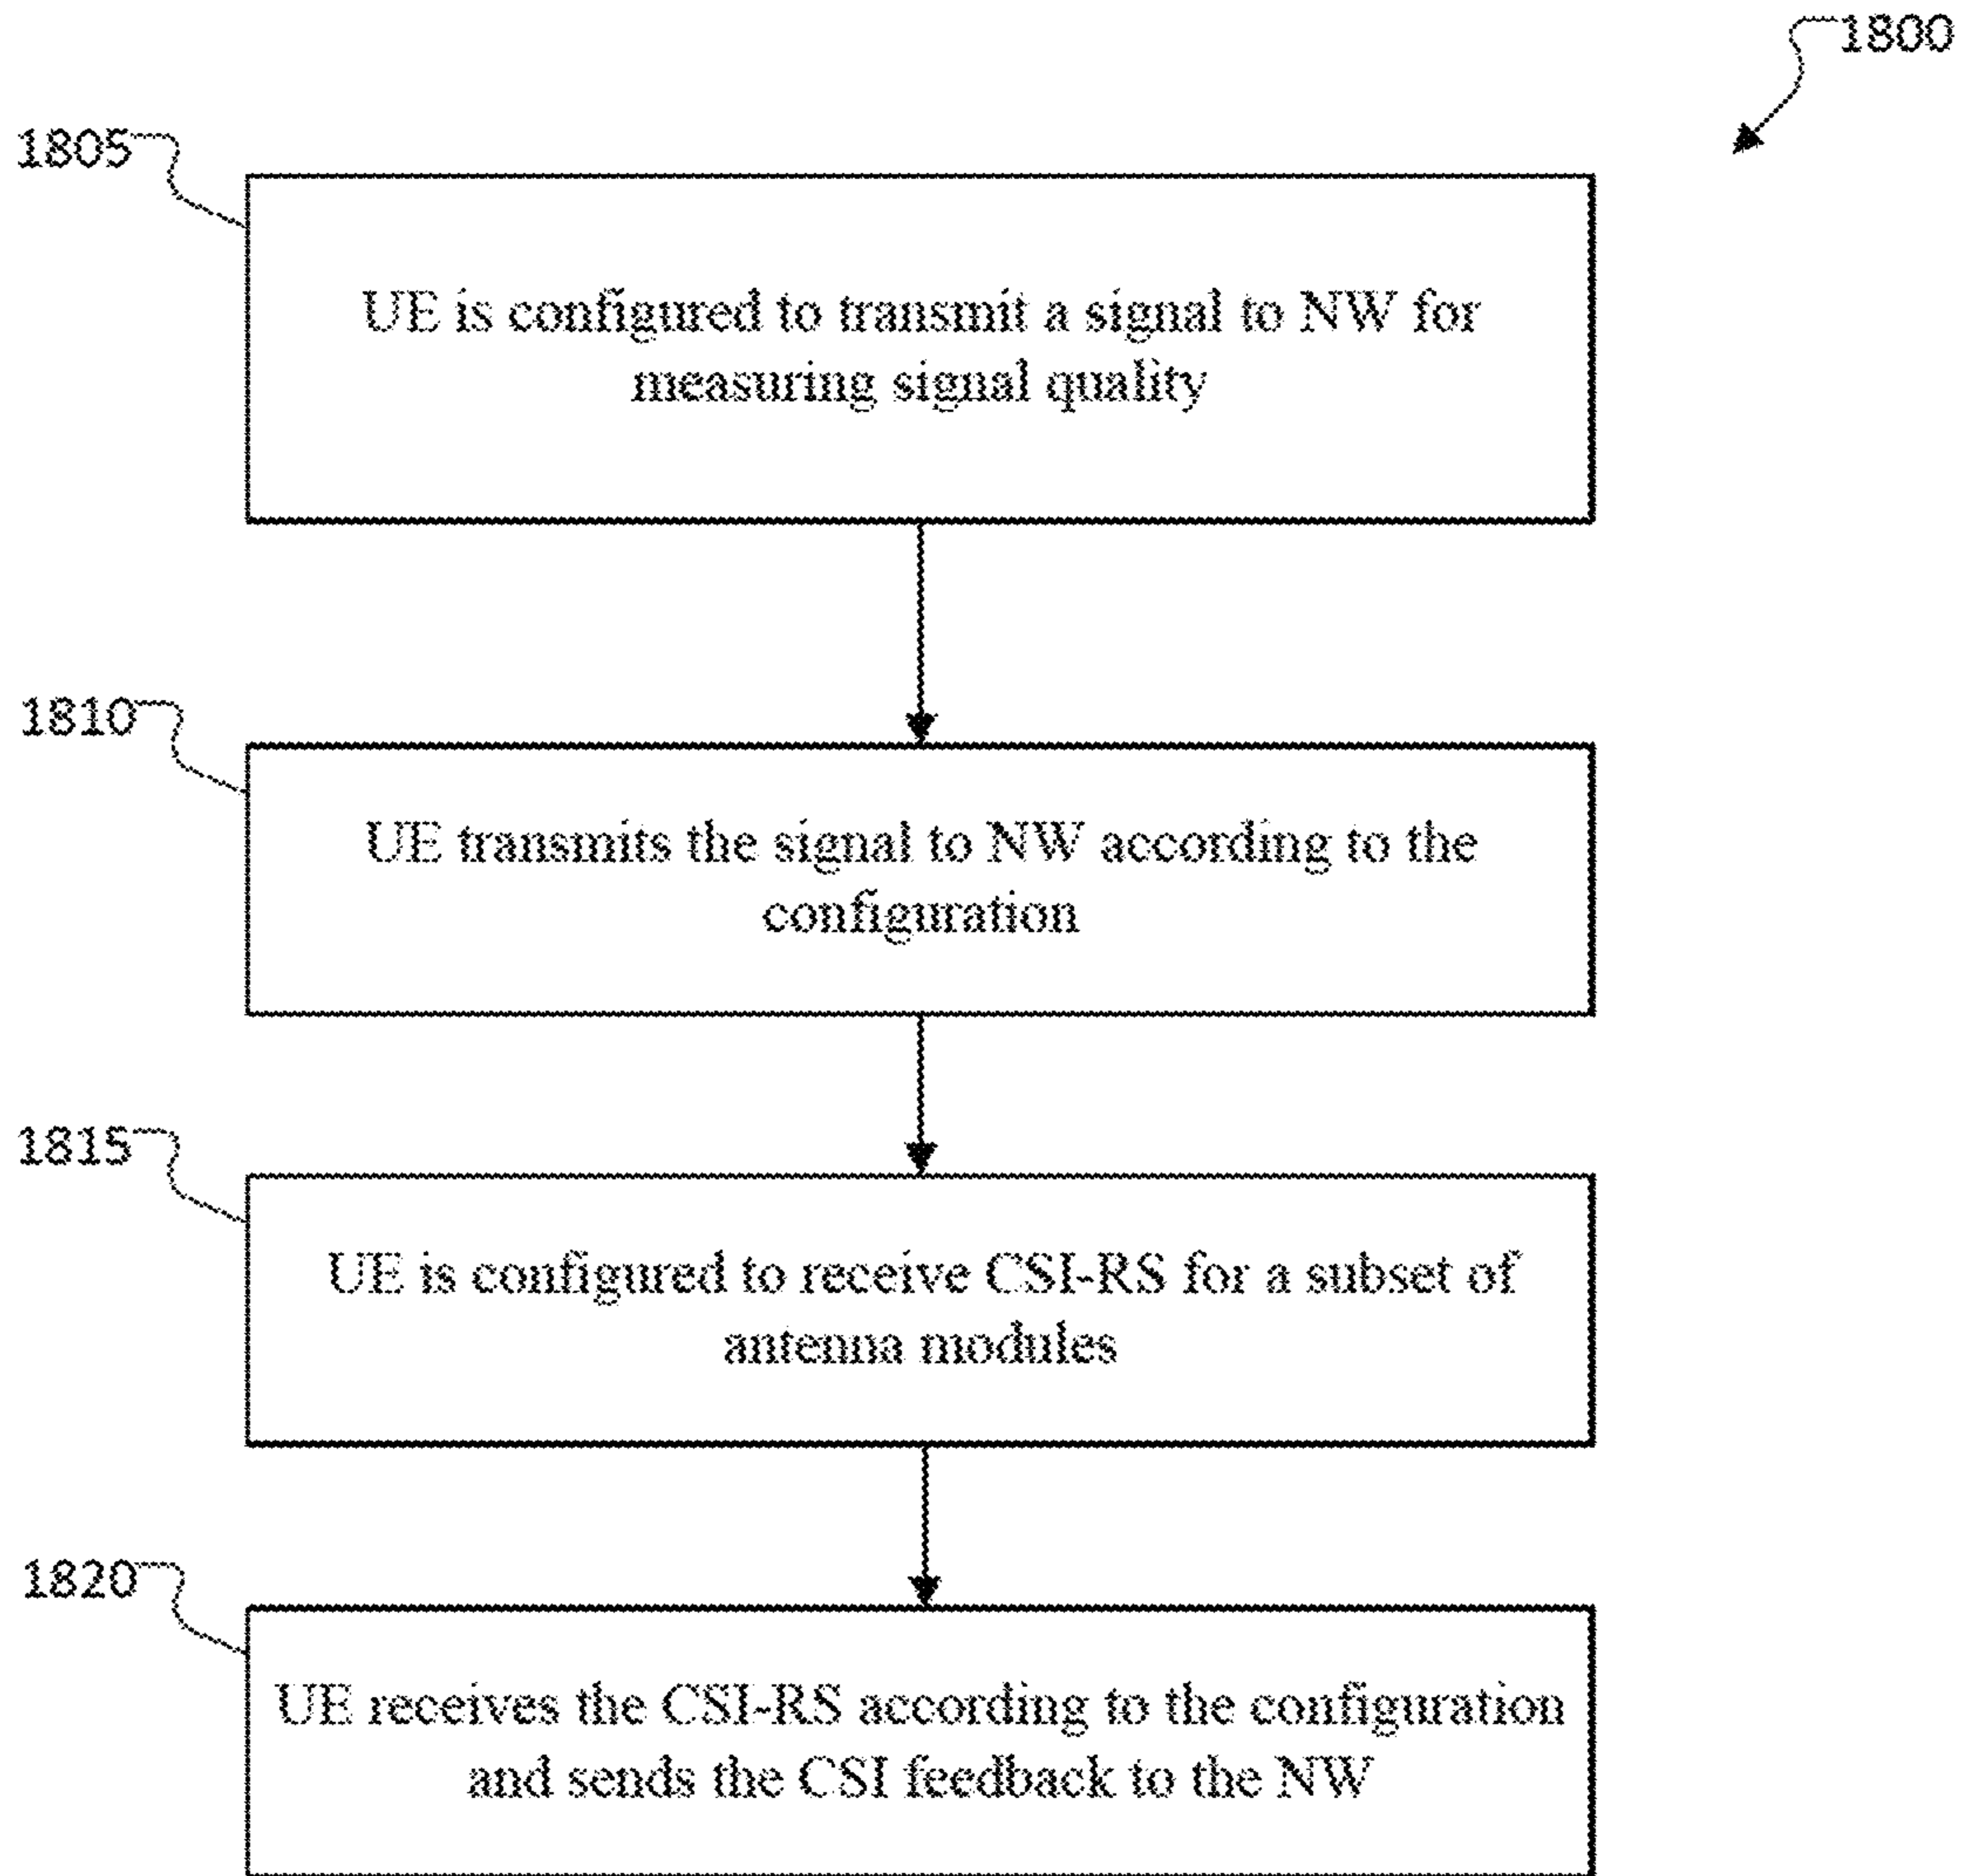 1800
1805
UE is configured to transmit a signal to NW for
measuring signal quality
1810
UE transmits the signal to NW according to the
configuration
1815
UE is configured to receive CSI-RS for a subset of
antenna modules
1820
UE receives the CSI-RS according to the configuration
and sends the CSI feedback to the NW